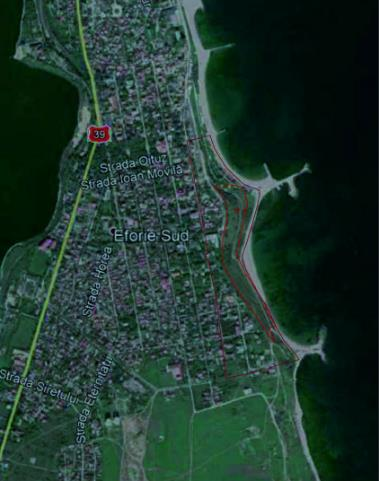 39
Strada Oituz
Strada Ioan Movilă
Eforie Sud
Strada Horea
Strada Siretului
Strada Eternității